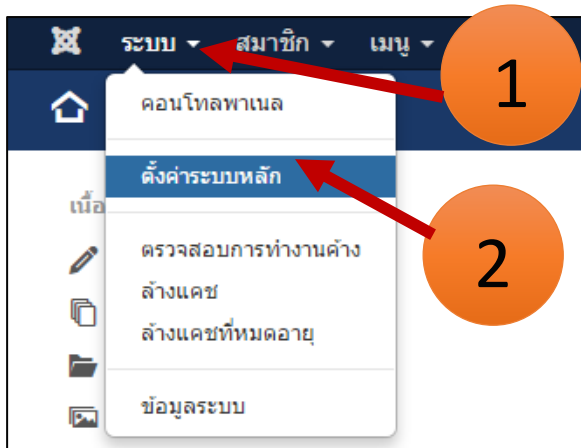 ระบบ สมาชิก เมนู
1
คอนโทลพาเนล
ตั้งค่าระบบหลัก
เนื้อ
2
ตรวจสอบการทำงานค้าง
ล้างแคช
ล้างแคชที่หมดอายุ
ข้อมูลระบบ